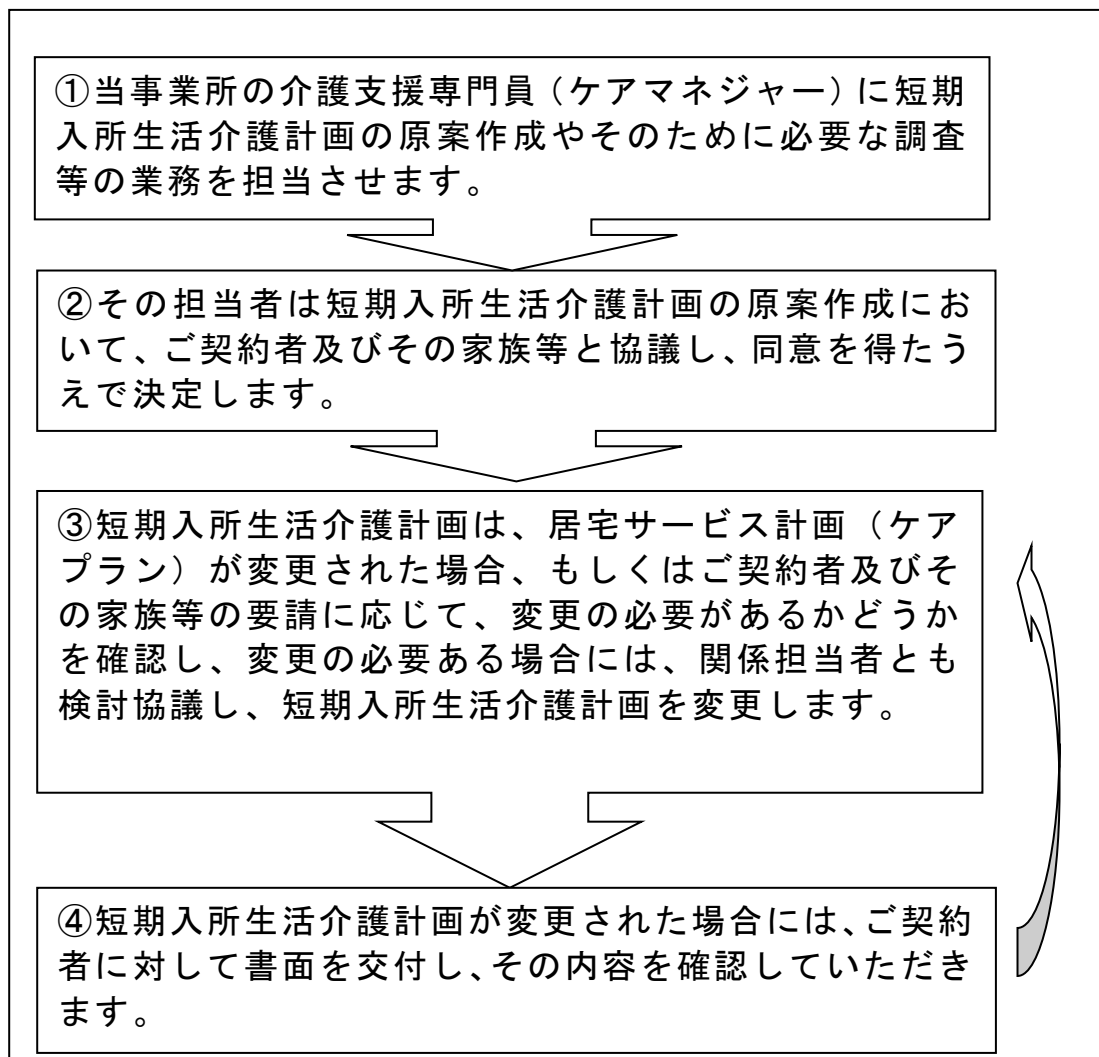 ①当事業所の介護支援専門員（ケアマネジャー）に短期
入所生活介護計画の原案作成やそのために必要な調査
等の業務を担当させます。
②その担当者は短期入所生活介護計画の原案作成にお
いて、ご契約者及びその家族等と協議し、同意を得たう
えで決定します。
③短期入所生活介護計画は、居宅サービス計画（ケア
プラン）が変更された場合、もしくはご契約者及びそ
の家族等の要請に応じて、変更の必要があるかどうか
を確認し、変更の必要ある場合には、関係担当者とも
検討協議し、短期入所生活介護計画を変更します。
④短期入所生活介護計画が変更された場合には、ご契約
者に対して書面を交付し、その内容を確認していただき
ます。